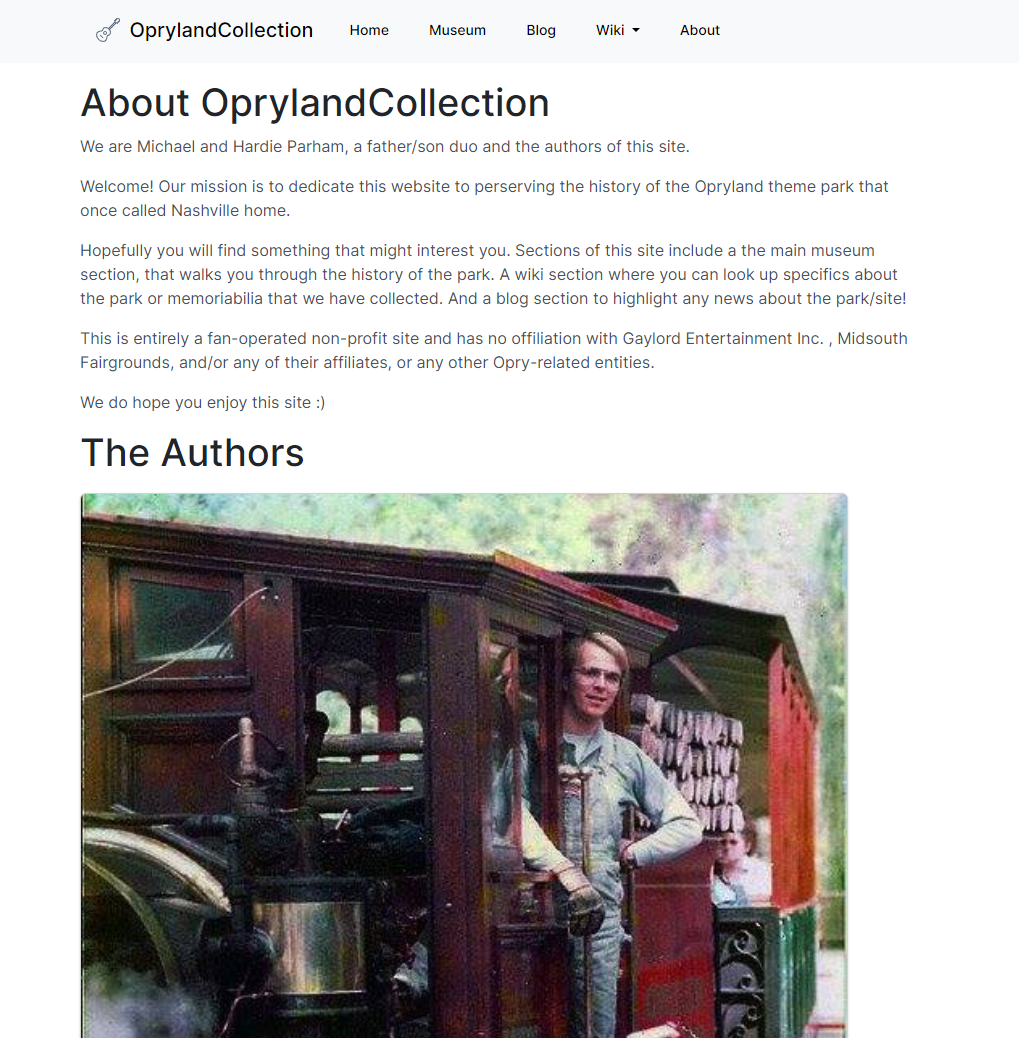 OprylandCollection Home Museum Blog Wiki About
About OprylandCollection
We are Michael and Hardie Parham, a father/son duo and the authors of this site.
Welcome! Our mission is to dedicate this website to perserving the history of the Opryland theme park that
once called Nashville home.
Hopefully you will find something that might interest you. Sections of this site include a the main museum
section, that walks you through the history of the park. A wiki section where you can look up specifics about
the park or memoriabilia that we have collected. And a blog section to highlight any news about the park/site!
This is entirely a fan-operated non-profit site and has no offiliation with Gaylord Entertainment Inc. , Midsouth
Fairgrounds, and/or any of their affiliates, or any other Opry-related entities.
We do hope you enjoy this site :)
The Authors